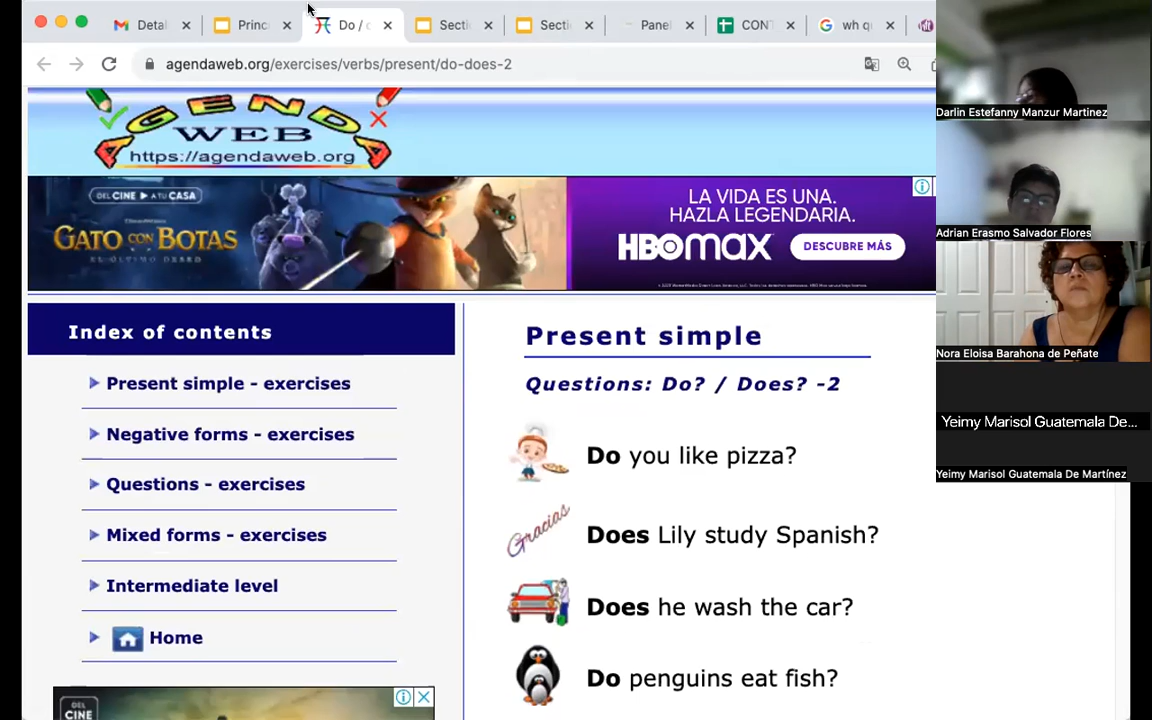 Detai
Princ
Do / d
Secti
Secti
Panel
CONT
wh qu
agendaweb.org/exercises/verbs/present/do-does-2
AGENDA
WEB
https://agendaweb.org
DEL CINE ▶ A TU CASA
GATO CON BOTAS
EL ÚLTIMO DESEO
LA VIDA ES UNA.
HAZLA LEGENDARIA.
HBOmax
DESCUBRE MÁS
Index of contents
Present simple - exercises
Negative forms - exercises
Questions - exercises
Mixed forms - exercises
Intermediate level
Home
DEL
CINE
Present simple
Questions: Do? / Does? -2
Do you like pizza?
Gracias
Does Lily study Spanish?
Does he wash the car?
Do penguins eat fish?
Darlin Estefanny Manzur Martinez
Adrian Erasmo Salvador Flores
Nora Eloisa Barahona de Peñate
Yeimy Marisol Guatemala De...
Yeimy Marisol Guatemala De Martínez